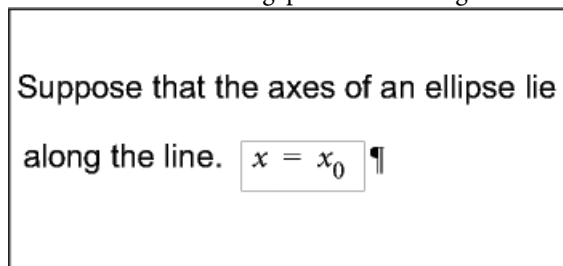 Suppose that the axes of an ellipse lie
along the line. x = x₀ ¶